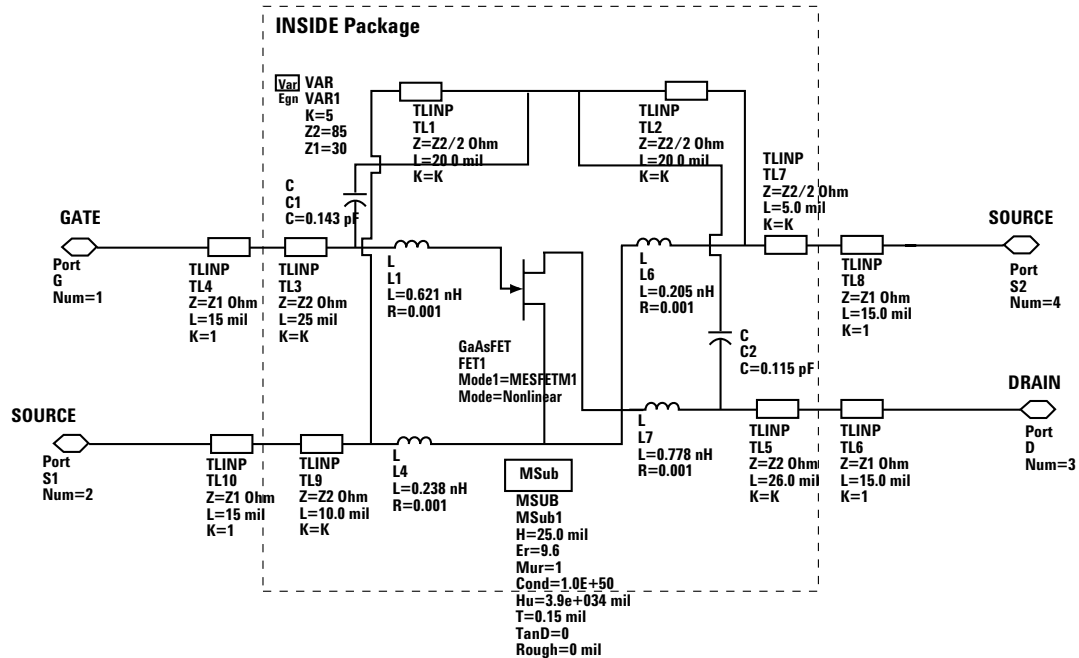 INSIDE Package
Var VAR
Egn VAR1
K=5
Z2=85
Z1=30
TLINP
TL1
Z=Z2/2 Ohm
L=20 0 mil
K=K
TLINP
TL2
Z=Z2/2 Ohm
L=20 0 mil
K=K
TLINP
TL7
Z=Z2/2 Ohm
L=5.0 mil
K=K
C
C1
C=0.143 pF
GATE
Port
G
Num=1
TLINP
TL4
Z=Z1 Ohm
L=15 mil
K=1
TLINP
TL3
Z=Z2 Ohm
L=25 mil
K=K
L
L1
L=0.621 nH
R=0.001
L
L6
L=0.205 nH
R=0.001
TLINP
TL8
Z=Z1 Ohm
L=15.0 mil
K=1
SOURCE
Port
S2
Num=4
GaAsFET
FET1
Mode1=MESFETM1
Mode=Nonlinear
C
C2
C=0.115 pF
SOURCE
Port
S1
Num=2
TLINP
TL10
Z=Z1 Ohm
L=15 mil
K=1
TLINP
TL9
Z=Z2 Ohm
L=10.0 mil
K=K
L
L4
L=0.238 nH
R=0.001
L
L7
L=0.778 nH
R=0.001
TLINP
TL5
Z=Z2 Ohm
L=26.0 mil
K=K
TLINP
TL6
Z=Z1 Ohm
L=15.0 mil
K=1
DRAIN
Port
D
Num=3
MSub
MSUB
MSub1
H=25.0 mil
Er=9.6
Mur=1
Cond=1.0E+50
Hu=3.9e+034 mil
T=0.15 mil
TanD=0
Rough=0 mil